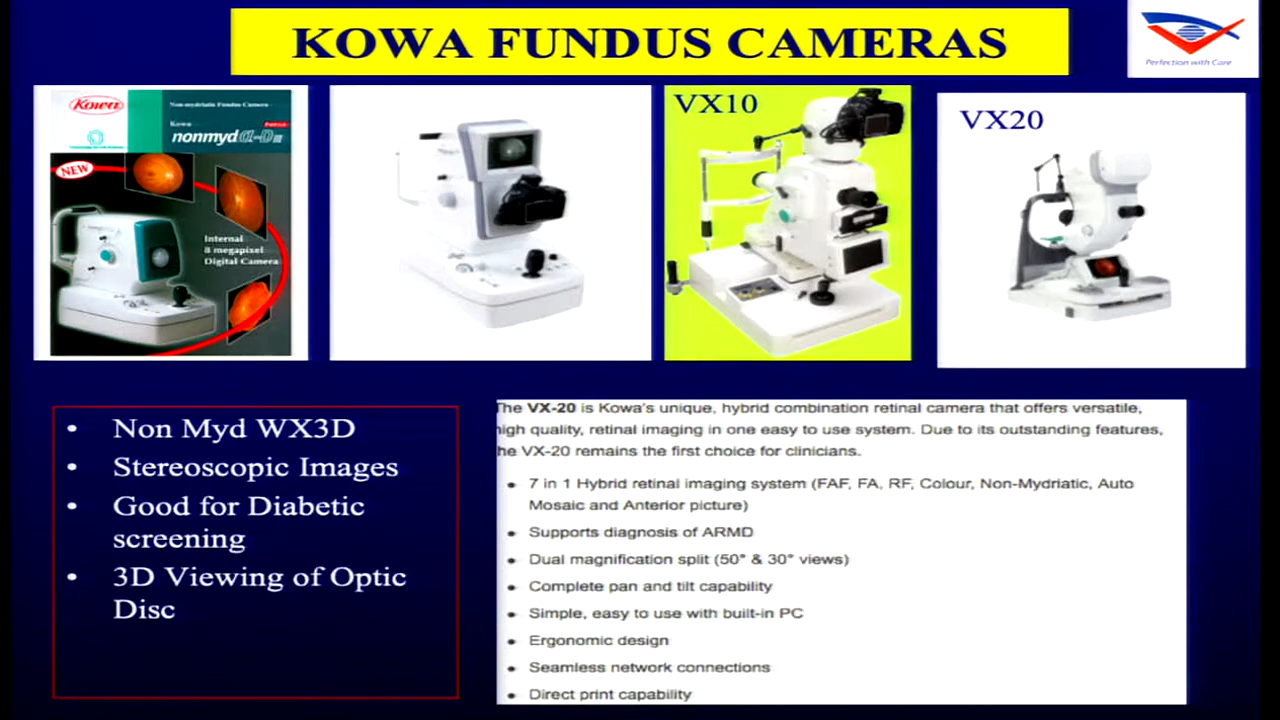 KOWA FUNDUS CAMERAS
Perfection with Care
Kowa
Non-mydriatic Fundus Camera
Kowa
nonmyd α-D III
NEW
Internal
8 megapixel
Digital Camera
VX10
VX20
• Non Myd WX3D
• Stereoscopic Images
• Good for Diabetic
screening
• 3D Viewing of Optic
Disc
The VX-20 is Kowa's unique, hybrid combination retinal camera that offers versatile,
high quality, retinal imaging in one easy to use system. Due to its outstanding features,
he VX-20 remains the first choice for clinicians.
• 7 in 1 Hybrid retinal imaging system (FAF, FA, RF, Colour, Non-Mydriatic, Auto
Mosaic and Anterior picture)
• Supports diagnosis of ARMD
• Dual magnification split (50° & 30° views)
• Complete pan and tilt capability
• Simple, easy to use with built-in PC
• Ergonomic design
• Seamless network connections
• Direct print capability